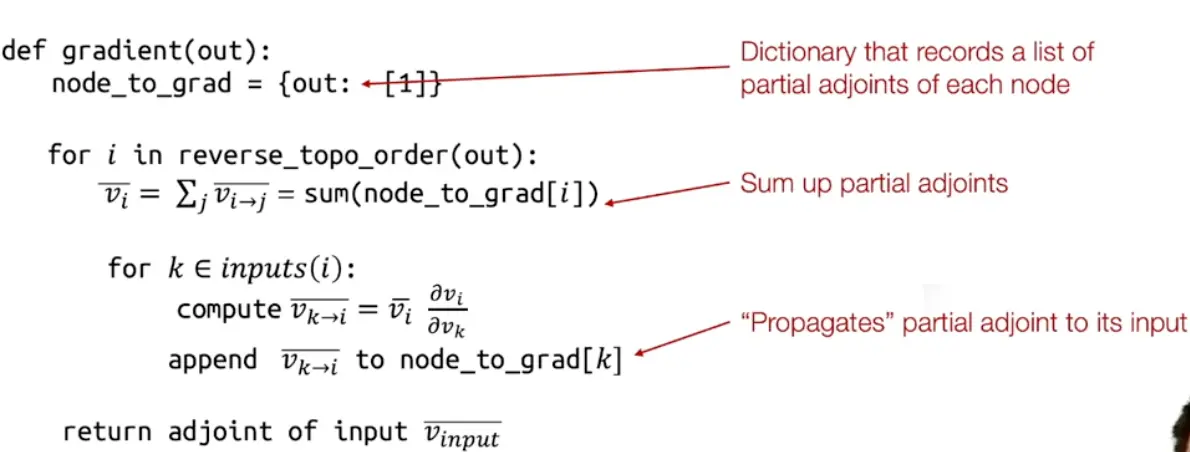 def gradient(out):
node_to_grad = {out: [1]}
Dictionary that records a list of
partial adjoints of each node
for i in reverse_topo_order(out):
$\overline{v_i} = \sum_j \overline{v_{i \to j}}$ = sum(node_to_grad[i])
Sum up partial adjoints
for k ∈ inputs(i):
compute $\overline{v_{k \to i}} = \bar{v}_i \frac{\partial v_i}{\partial v_k}$
append $\overline{v_{k \to i}}$ to node_to_grad[k]
“Propagates” partial adjoint to its input
return adjoint of input $\overline{v_{input}}$